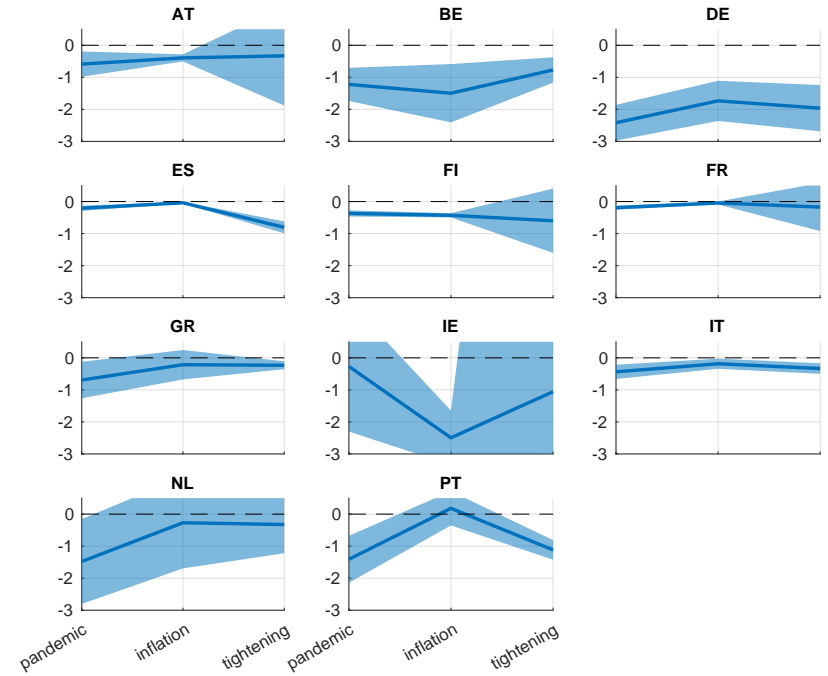 AT BE DE
0 0 0
-1 -1 -1
-2 -2 -2
-3 -3 -3
ES FI FR
0 0 0
-1 -1 -1
-2 -2 -2
-3 -3 -3
GR IE IT
0 0 0
-1 -1 -1
-2 -2 -2
-3 -3 -3
NL PT
0 0
-1 -1
-2 -2
-3 -3
pandemic inflation tightening pandemic inflation tightening